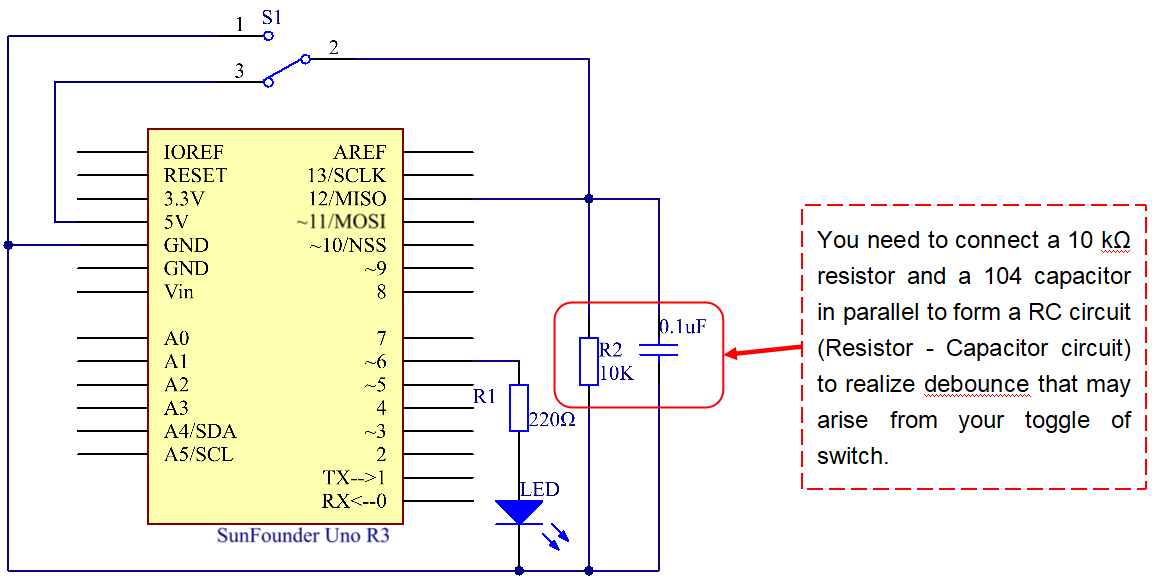 S1
1
2
3
IOREF AREF
RESET 13/SCLK
3.3V 12/MISO
5V ~11/MOSI
GND ~10/NSS
GND ~9
Vin 8
A0 7
A1 ~6
A2 ~5
A3 4
A4/SDA ~3
A5/SCL 2
TX-->1
RX<--0
SunFounder Uno R3
R1
220Ω
LED
0.1uF
R2
10K
You need to connect a 10 kΩ
resistor and a 104 capacitor
in parallel to form a RC circuit
(Resistor - Capacitor circuit)
to realize debounce that may
arise from your toggle of
switch.